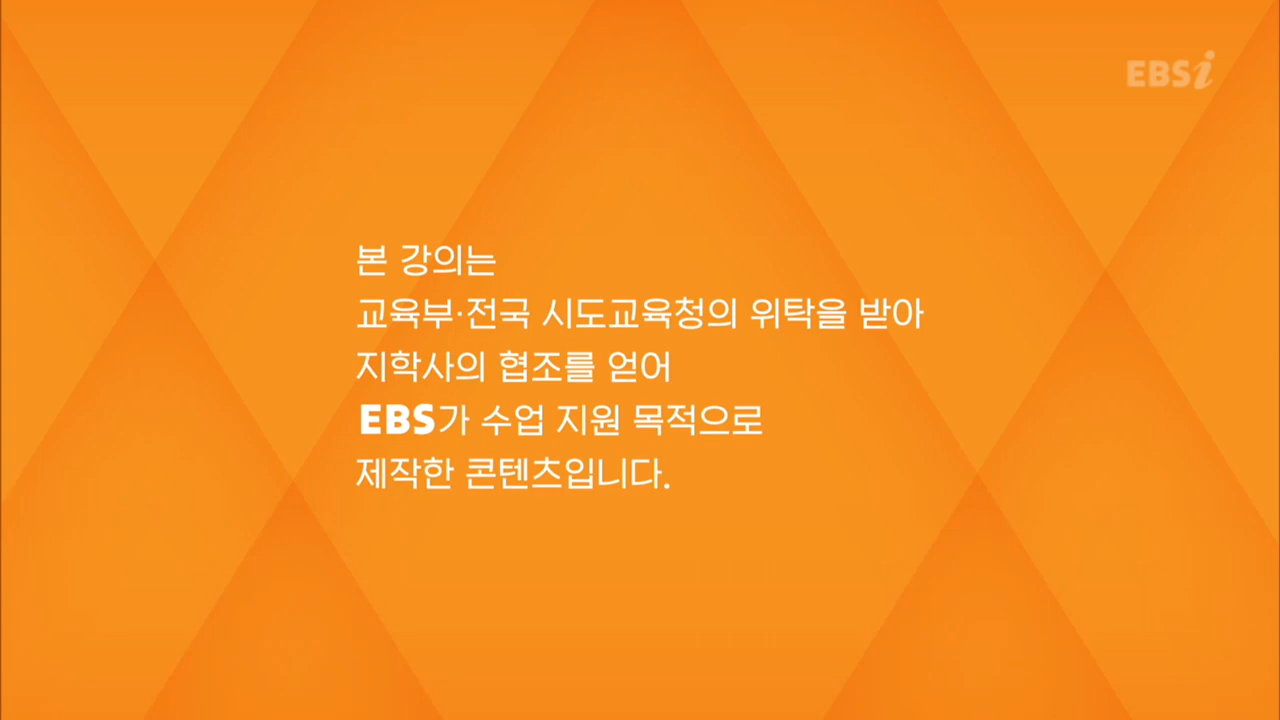 EBSi
본 강의는
교육부·전국 시도교육청의 위탁을 받아
지학사의 협조를 얻어
EBS가 수업 지원 목적으로
제작한 콘텐츠입니다.